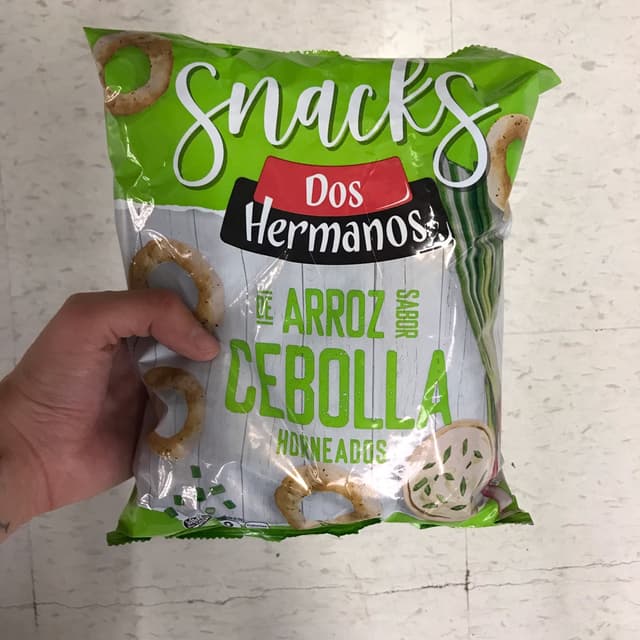 Snacks
Dos
Hermanos
DE ARROZ SABOR
CEBOLLA
HORNEADOS